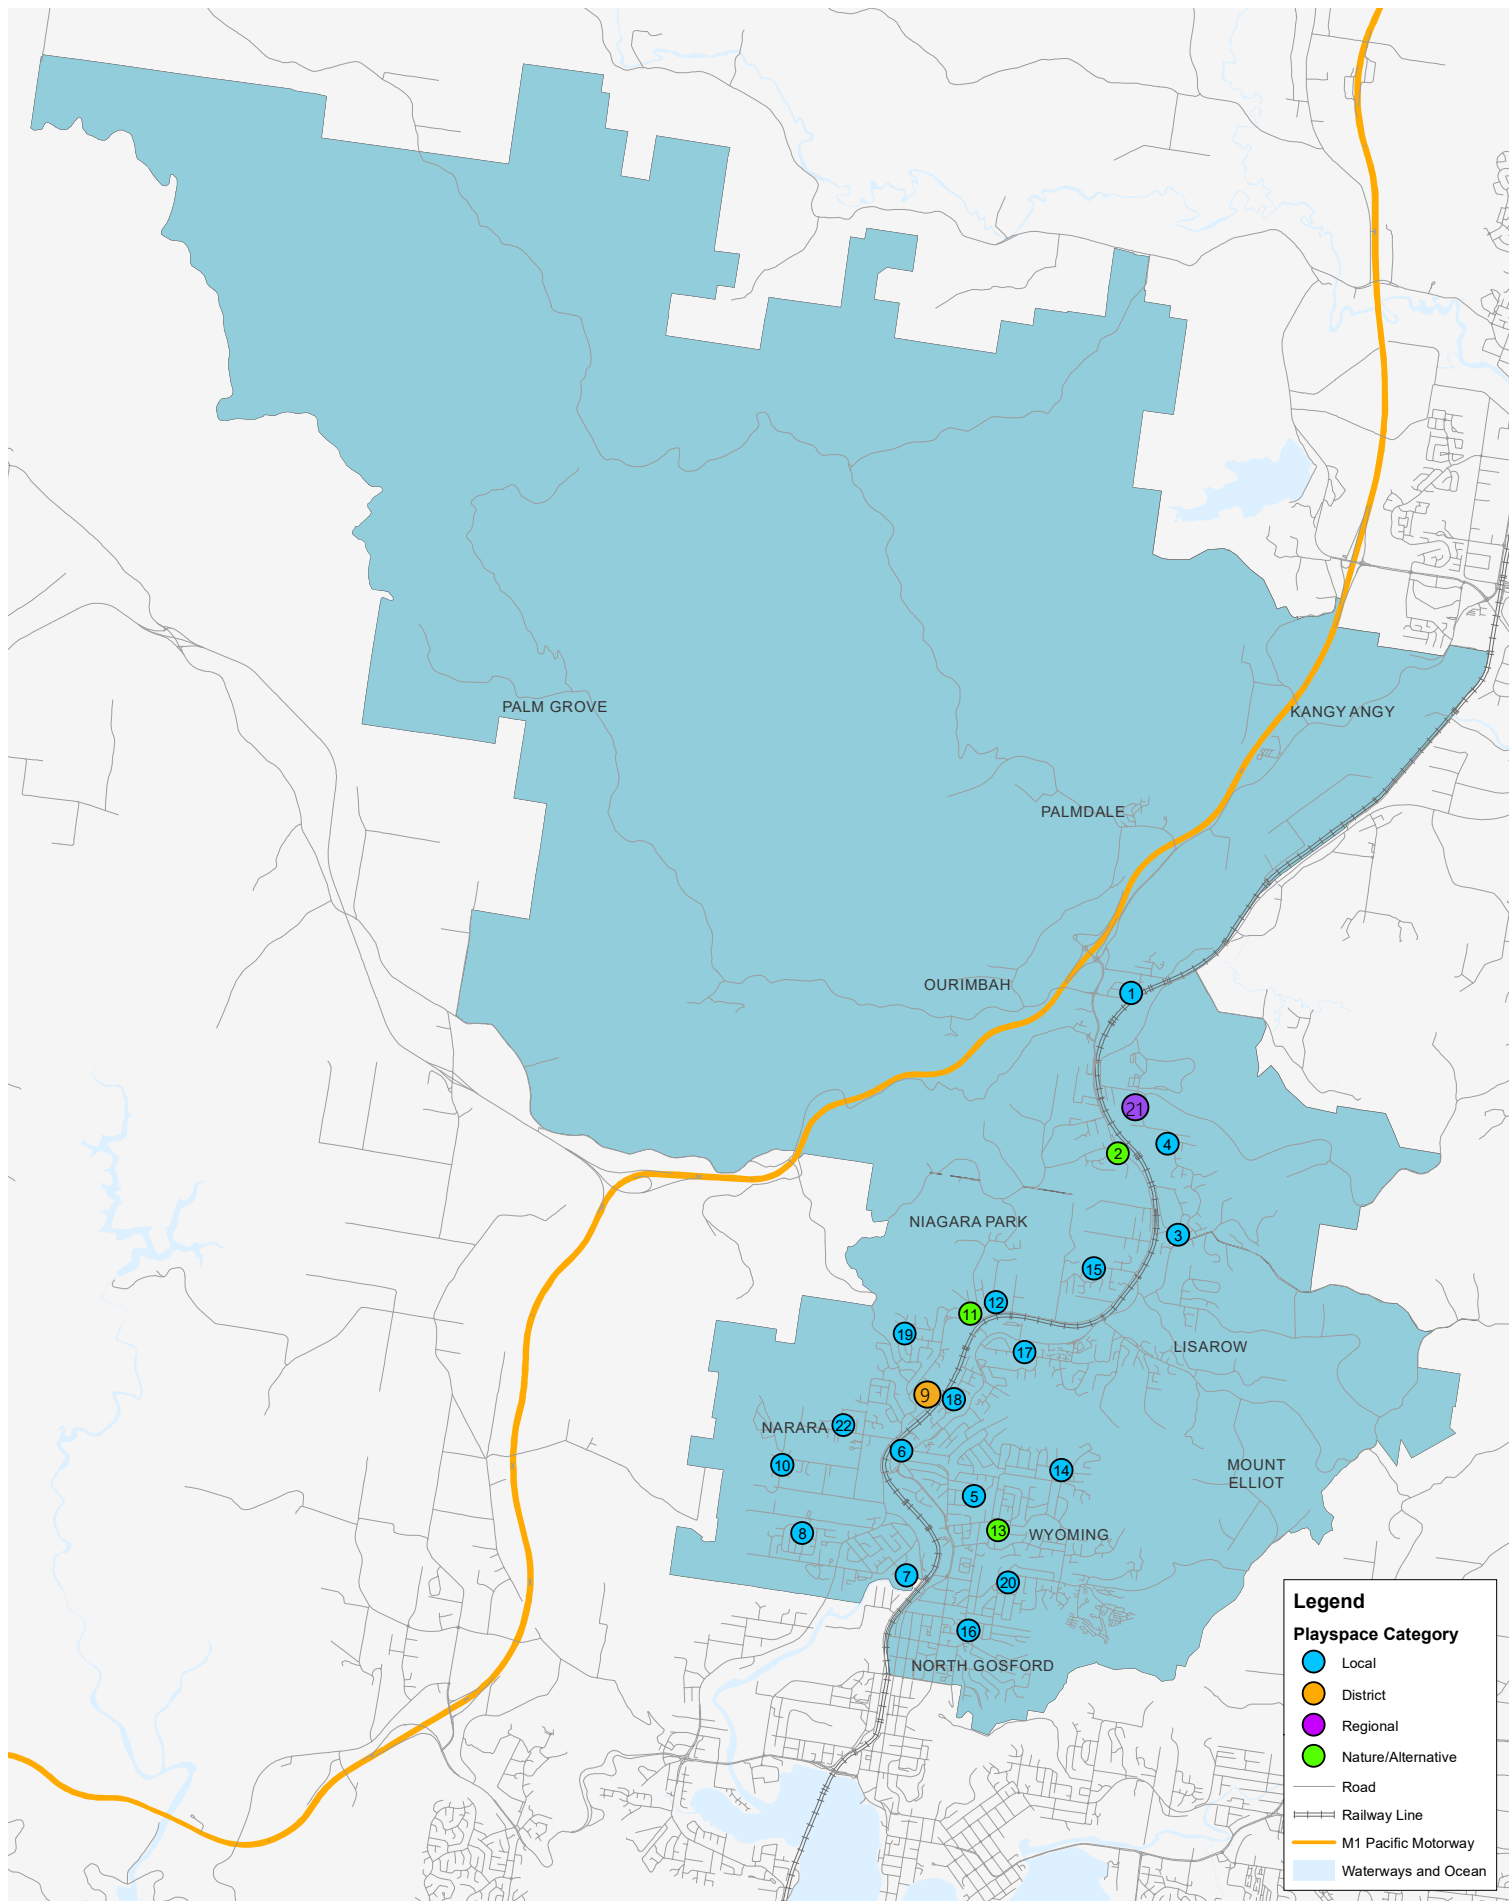 PALM GROVE
KANGY ANGY
PALMDALE
OURIMBAH
1
21
4
2
NIAGARA PARK
3
15
12
11
19
LISAROW
17
9
18
NARARA
22
6
10
14
MOUNT
ELLIOT
5
8
13
WYOMING
7
20
16
NORTH GOSFORD
Legend
Playspace Category
Local
District
Regional
Nature/Alternative
Road
Railway Line
M1 Pacific Motorway
Waterways and Ocean